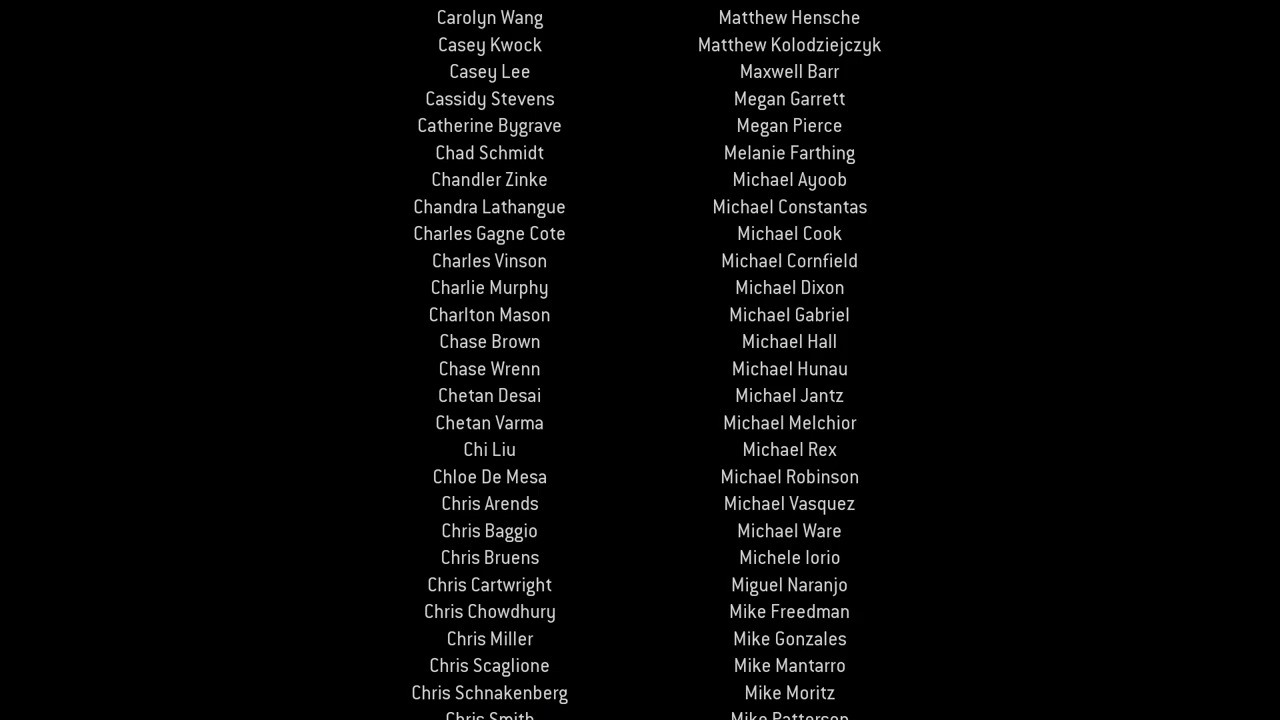 Carolyn Wang
Casey Kwock
Casey Lee
Cassidy Stevens
Catherine Bygrave
Chad Schmidt
Chandler Zinke
Chandra Lathangue
Charles Gagne Cote
Charles Vinson
Charlie Murphy
Charlton Mason
Chase Brown
Chase Wrenn
Chetan Desai
Chetan Varma
Chi Liu
Chloe De Mesa
Chris Arends
Chris Baggio
Chris Bruens
Chris Cartwright
Chris Chowdhury
Chris Miller
Chris Scaglione
Chris Schnakenberg
Chris Smith
Matthew Hensche
Matthew Kolodziejczyk
Maxwell Barr
Megan Garrett
Megan Pierce
Melanie Farthing
Michael Ayoob
Michael Constantas
Michael Cook
Michael Cornfield
Michael Dixon
Michael Gabriel
Michael Hall
Michael Hunau
Michael Jantz
Michael Melchior
Michael Rex
Michael Robinson
Michael Vasquez
Michael Ware
Michele Iorio
Miguel Naranjo
Mike Freedman
Mike Gonzales
Mike Mantarro
Mike Moritz
Mike Patterson